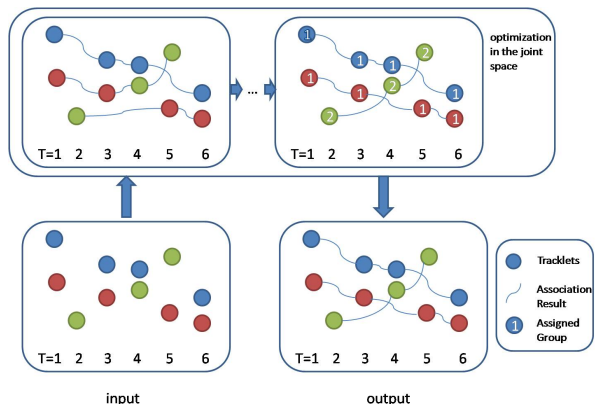 optimization
in the joint
space
1
1 1
2
1
1 1
2
2
1
1
...
T=1 2 3 4 5 6
T=1 2 3 4 5 6
T=1 2 3 4 5 6
T=1 2 3 4 5 6
Tracklets
Association
Result
1 Assigned
Group
input
output